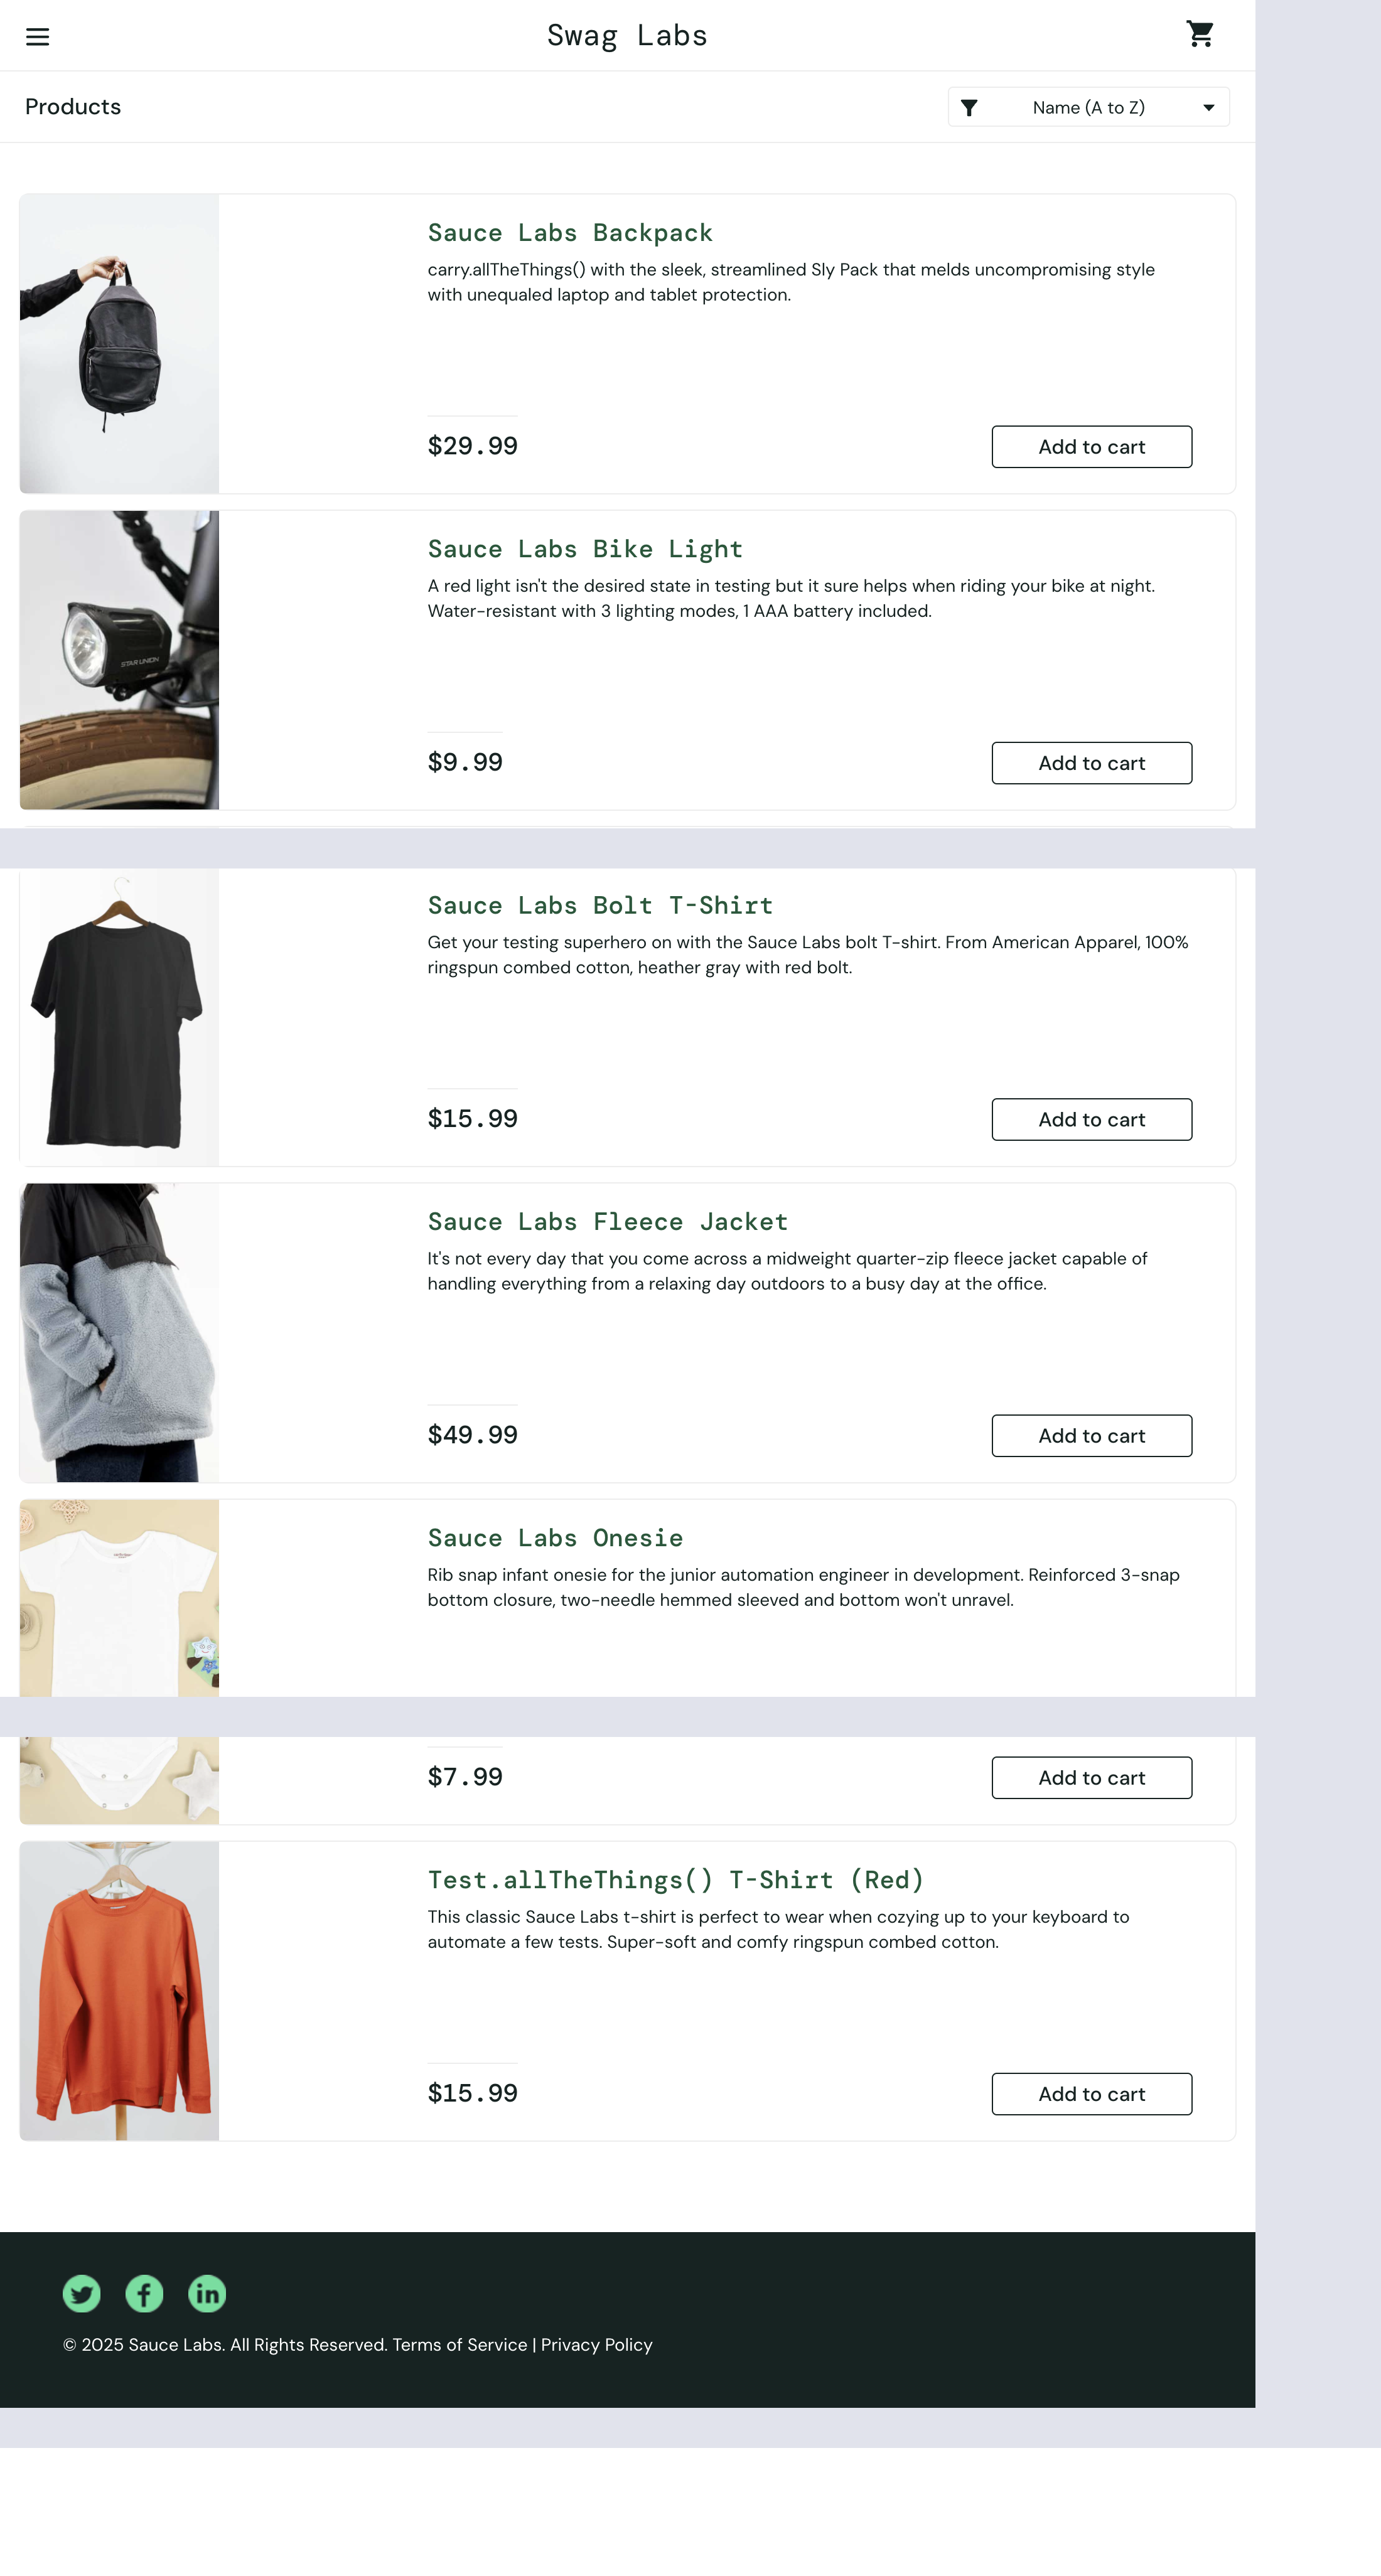 Swag Labs
Products
Name (A to Z)
Sauce Labs Backpack
carry.allTheThings() with the sleek, streamlined Sly Pack that melds uncompromising style
with unequaled laptop and tablet protection.
$29.99
Add to cart
STAR UNION
Sauce Labs Bike Light
A red light isn't the desired state in testing but it sure helps when riding your bike at night.
Water-resistant with 3 lighting modes, 1 AAA battery included.
$9.99
Add to cart
Sauce Labs Bolt T-Shirt
Get your testing superhero on with the Sauce Labs bolt T-shirt. From American Apparel, 100%
ringspun combed cotton, heather gray with red bolt.
$15.99
Add to cart
Sauce Labs Fleece Jacket
It's not every day that you come across a midweight quarter-zip fleece jacket capable of
handling everything from a relaxing day outdoors to a busy day at the office.
$49.99
Add to cart
Sauce Labs Onesie
Rib snap infant onesie for the junior automation engineer in development. Reinforced 3-snap
bottom closure, two-needle hemmed sleeved and bottom won't unravel.
$7.99
Add to cart
Test.allTheThings() T-Shirt (Red)
This classic Sauce Labs t-shirt is perfect to wear when cozying up to your keyboard to
automate a few tests. Super-soft and comfy ringspun combed cotton.
$15.99
Add to cart
© 2025 Sauce Labs. All Rights Reserved. Terms of Service | Privacy Policy